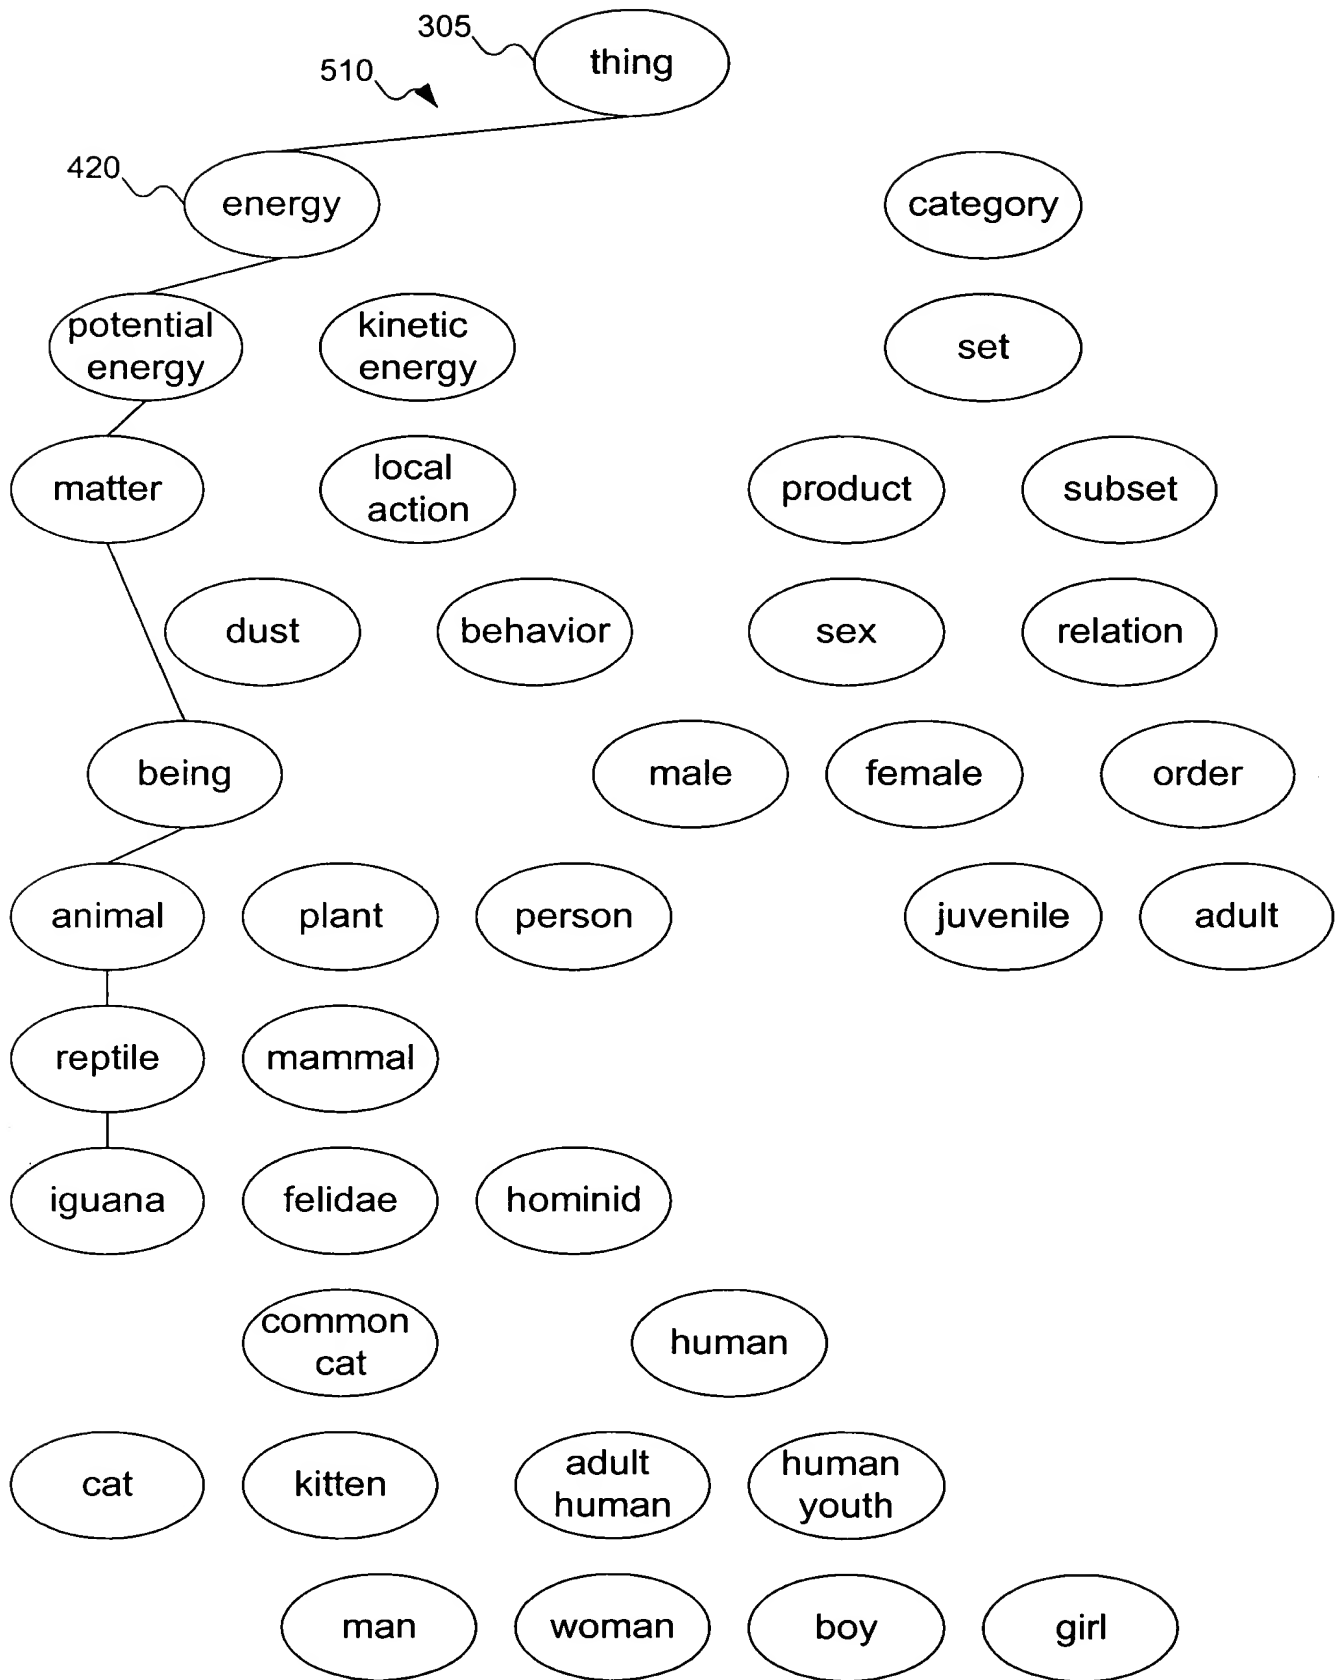 305
thing
510
420
energy
category
potential
energy
kinetic
energy
set
matter
local
action
product
subset
dust
behavior
sex
relation
being
male
female
order
animal
plant
person
juvenile
adult
reptile
mammal
iguana
felidae
hominid
common
cat
human
cat
kitten
adult
human
human
youth
man
woman
boy
girl